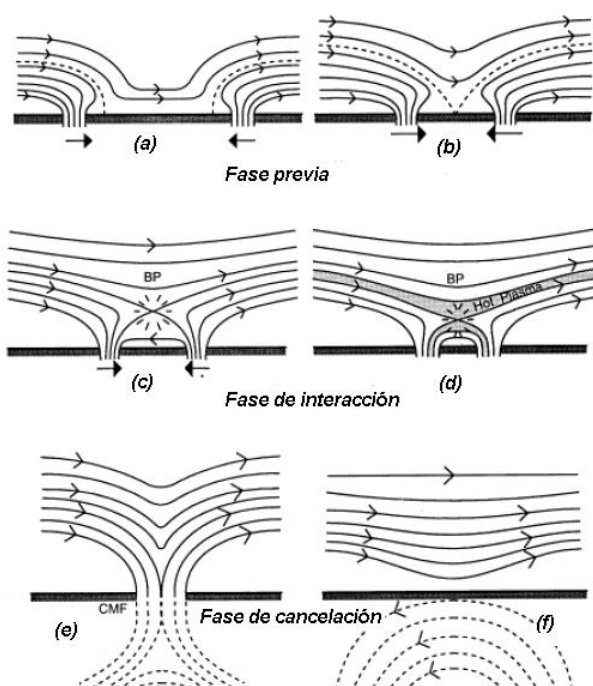 (a)
(b)
Fase previa
BP
BP
Hot Plasma
(c)
(d)
Fase de interacción
CMF
Fase de cancelación
(e)
(f)